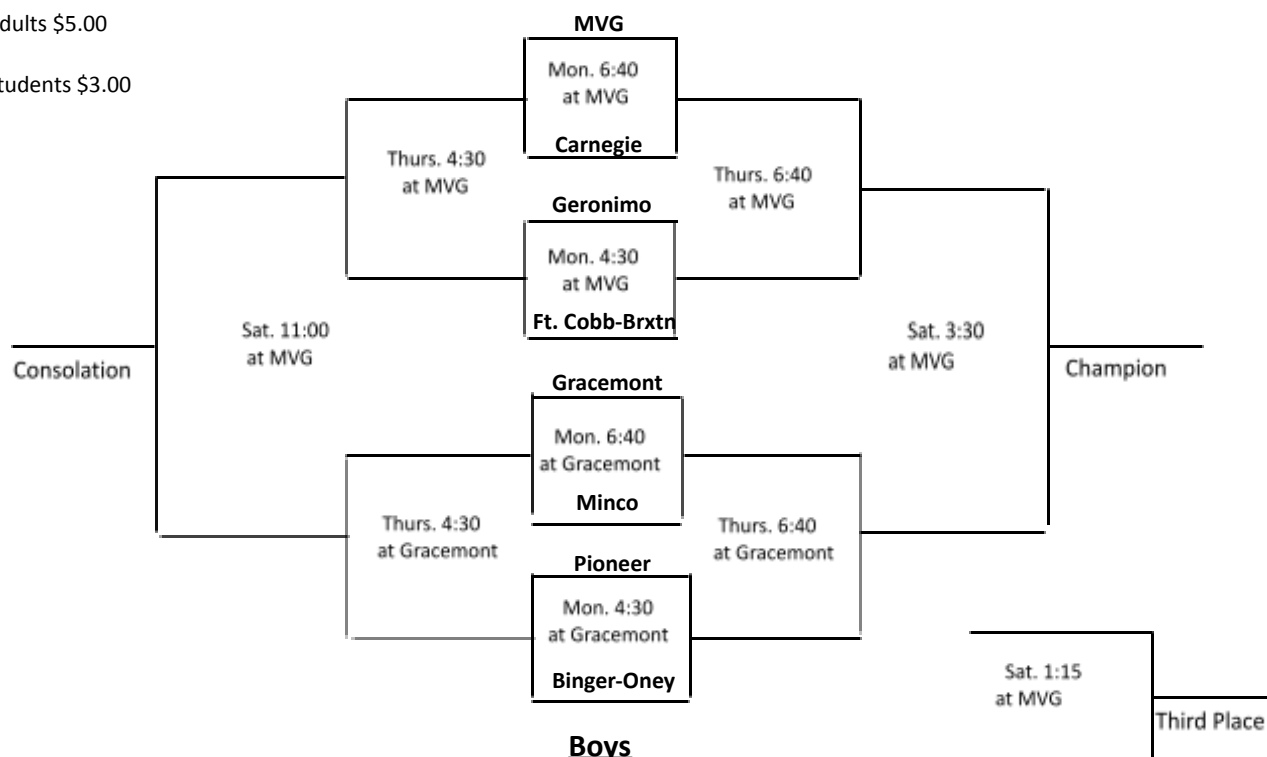 dults $5.00
tudents $3.00
MVG
Mon. 6:40
at MVG
Carnegie
Thurs. 4:30
at MVG
Thurs. 6:40
at MVG
Geronimo
Mon. 4:30
at MVG
Ft. Cobb-Brxtn
Sat. 11:00
at MVG
Sat. 3:30
at MVG
Consolation
Champion
Gracemont
Mon. 6:40
at Gracemont
Minco
Thurs. 4:30
at Gracemont
Thurs. 6:40
at Gracemont
Pioneer
Mon. 4:30
at Gracemont
Binger-Oney
Sat. 1:15
at MVG
Third Place
Boys